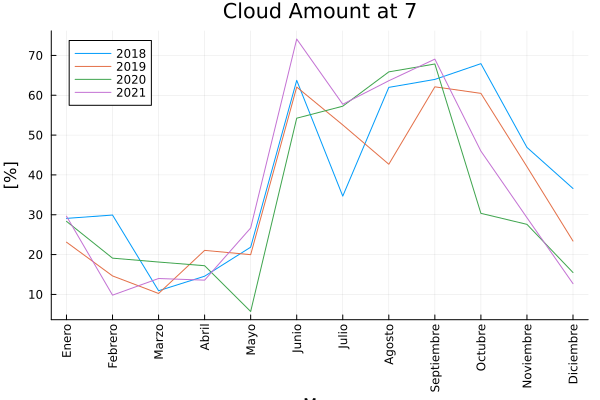 Cloud Amount at 7
[%]
70
60
50
40
30
20
10
2018
2019
2020
2021
Enero
Febrero
Marzo
Abril
Mayo
Junio
Julio
Agosto
Septiembre
Octubre
Noviembre
Diciembre